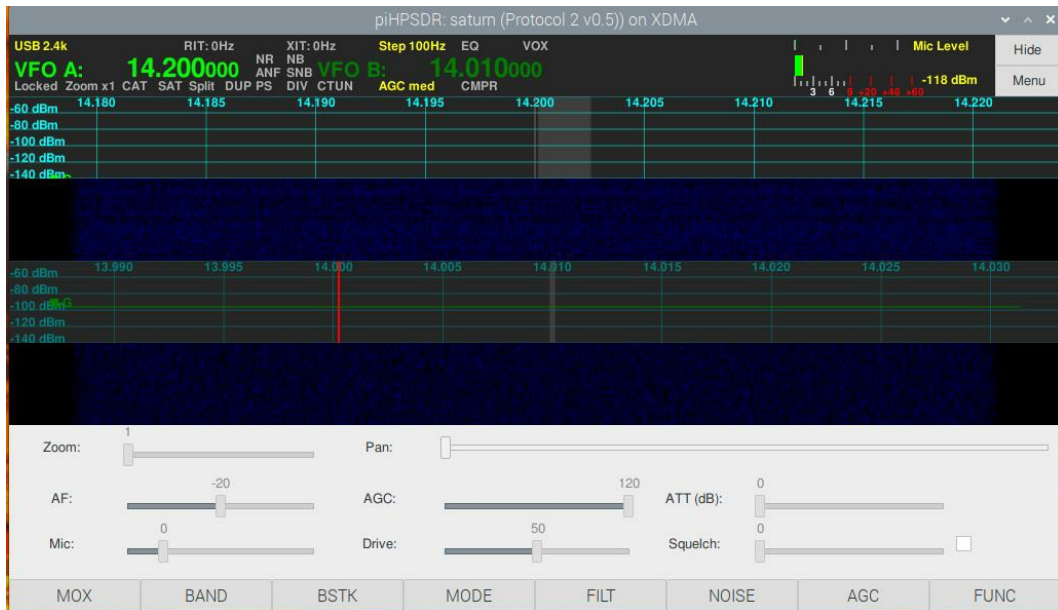 piHPSDR: saturn (Protocol 2 v0.5)) on XDMA
USB 2.4k RIT: 0Hz XIT: 0Hz Step 100Hz EQ VOX Mic Level Hide
VFO A: 14.200000 NR NB VFO B: 14.010000
ANF SNB
Locked Zoom x1 CAT SAT Split DUP PS DIV CTUN AGC med CMPR 3 6 9 +20 +40 +60 -118 dBm Menu
14.180 14.185 14.190 14.195 14.200 14.205 14.210 14.215 14.220
-60 dBm
-80 dBm
-100 dBm
-120 dBm
-140 dBm
13.990 13.995 14.000 14.005 14.010 14.015 14.020 14.025 14.030
-60 dBm
-80 dBm
-100 dBm -G
-120 dBm
-140 dBm
Zoom: 1 Pan:
AF: -20 AGC: 120 ATT (dB): 0
Mic: 0 Drive: 50 Squelch: 0
MOX BAND BSTK MODE FILT NOISE AGC FUNC